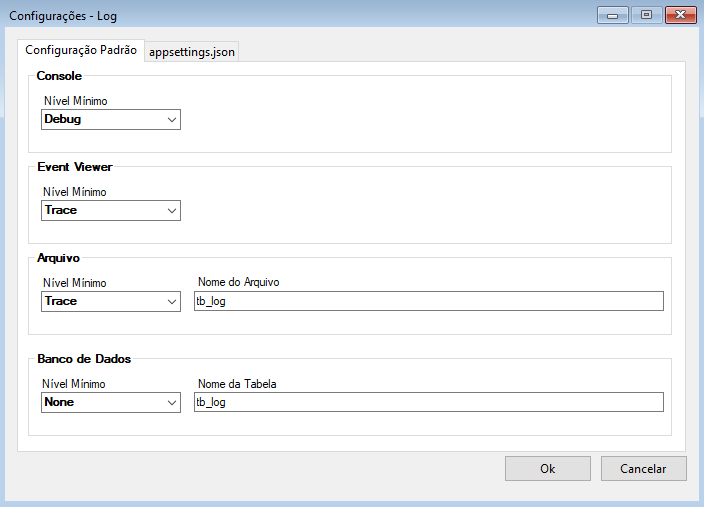 Configurações - Log
Configuração Padrão
appsettings.json
Console
Nível Mínimo
Debug
Event Viewer
Nível Mínimo
Trace
Arquivo
Nível Mínimo
Nome do Arquivo
Trace
tb_log
Banco de Dados
Nível Mínimo
Nome da Tabela
None
tb_log
Ok
Cancelar